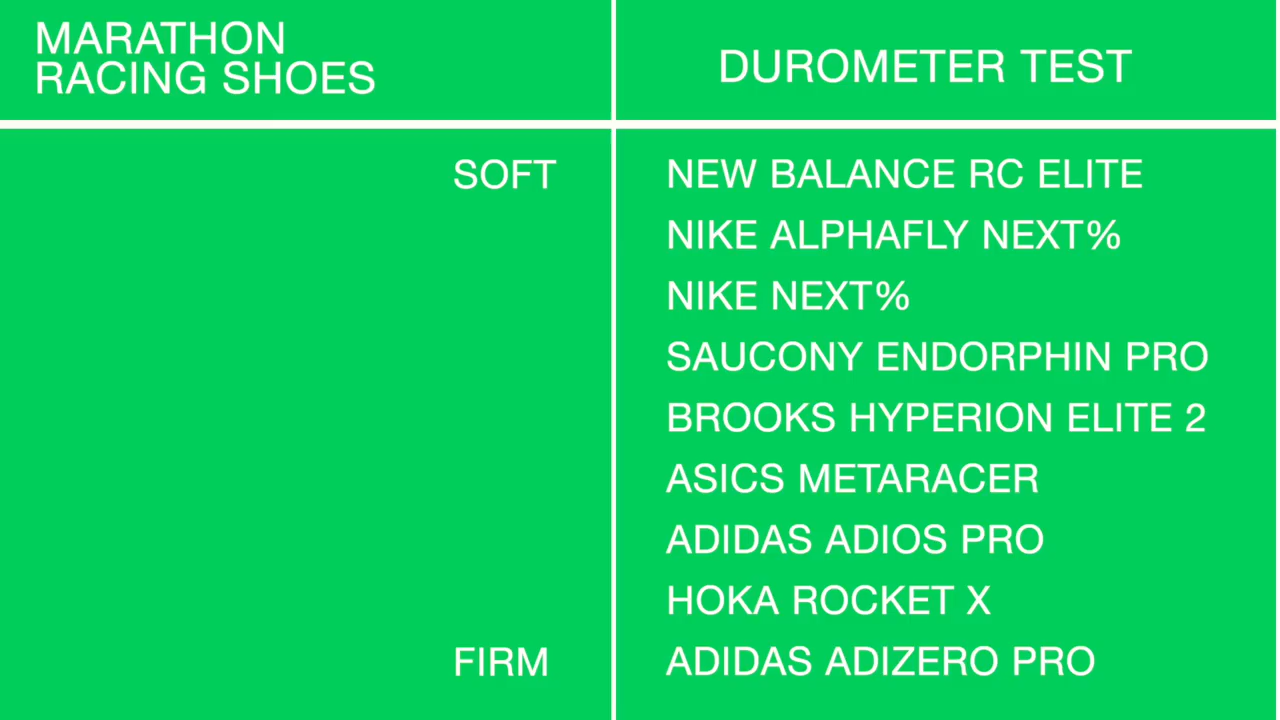 MARATHON
RACING SHOES
DUROMETER TEST
SOFT
NEW BALANCE RC ELITE
NIKE ALPHAFLY NEXT%
NIKE NEXT%
SAUCONY ENDORPHIN PRO
BROOKS HYPERION ELITE 2
ASICS METARACER
ADIDAS ADIOS PRO
HOKA ROCKET X
FIRM
ADIDAS ADIZERO PRO